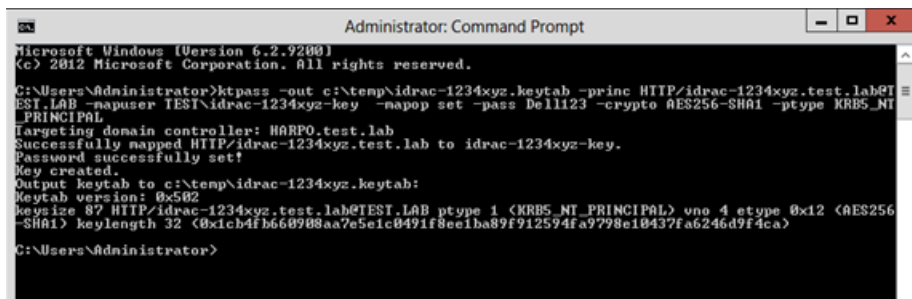 Administrator: Command Prompt
Microsoft Windows [Version 6.2.9200]
(c) 2012 Microsoft Corporation. All rights reserved.
C:\Users\Administrator>ktpass -out c:\temp\idrac-1234xyz.keytab -princ HTTP/idrac-1234xyz.test.lab@T
EST.LAB -mapuser TEST\idrac-1234xyz-key  -mapop set -pass Dell123 -crypto AES256-SHA1 -ptype KRB5_NT
_PRINCIPAL
Targeting domain controller: HARPO.test.lab
Successfully mapped HTTP/idrac-1234xyz.test.lab to idrac-1234xyz-key.
Password successfully set!
Key created.
Output keytab to c:\temp\idrac-1234xyz.keytab:
Keytab version: 0x502
keysize 87 HTTP/idrac-1234xyz.test.lab@TEST.LAB ptype 1 (KRB5_NT_PRINCIPAL) vno 4 etype 0x12 (AES256
-SHA1) keylength 32 (0x1cb4fb660908aa7e5e1c0491f8ee1ba89f912594fa9798e10437fa6246d9f4ca)
C:\Users\Administrator>